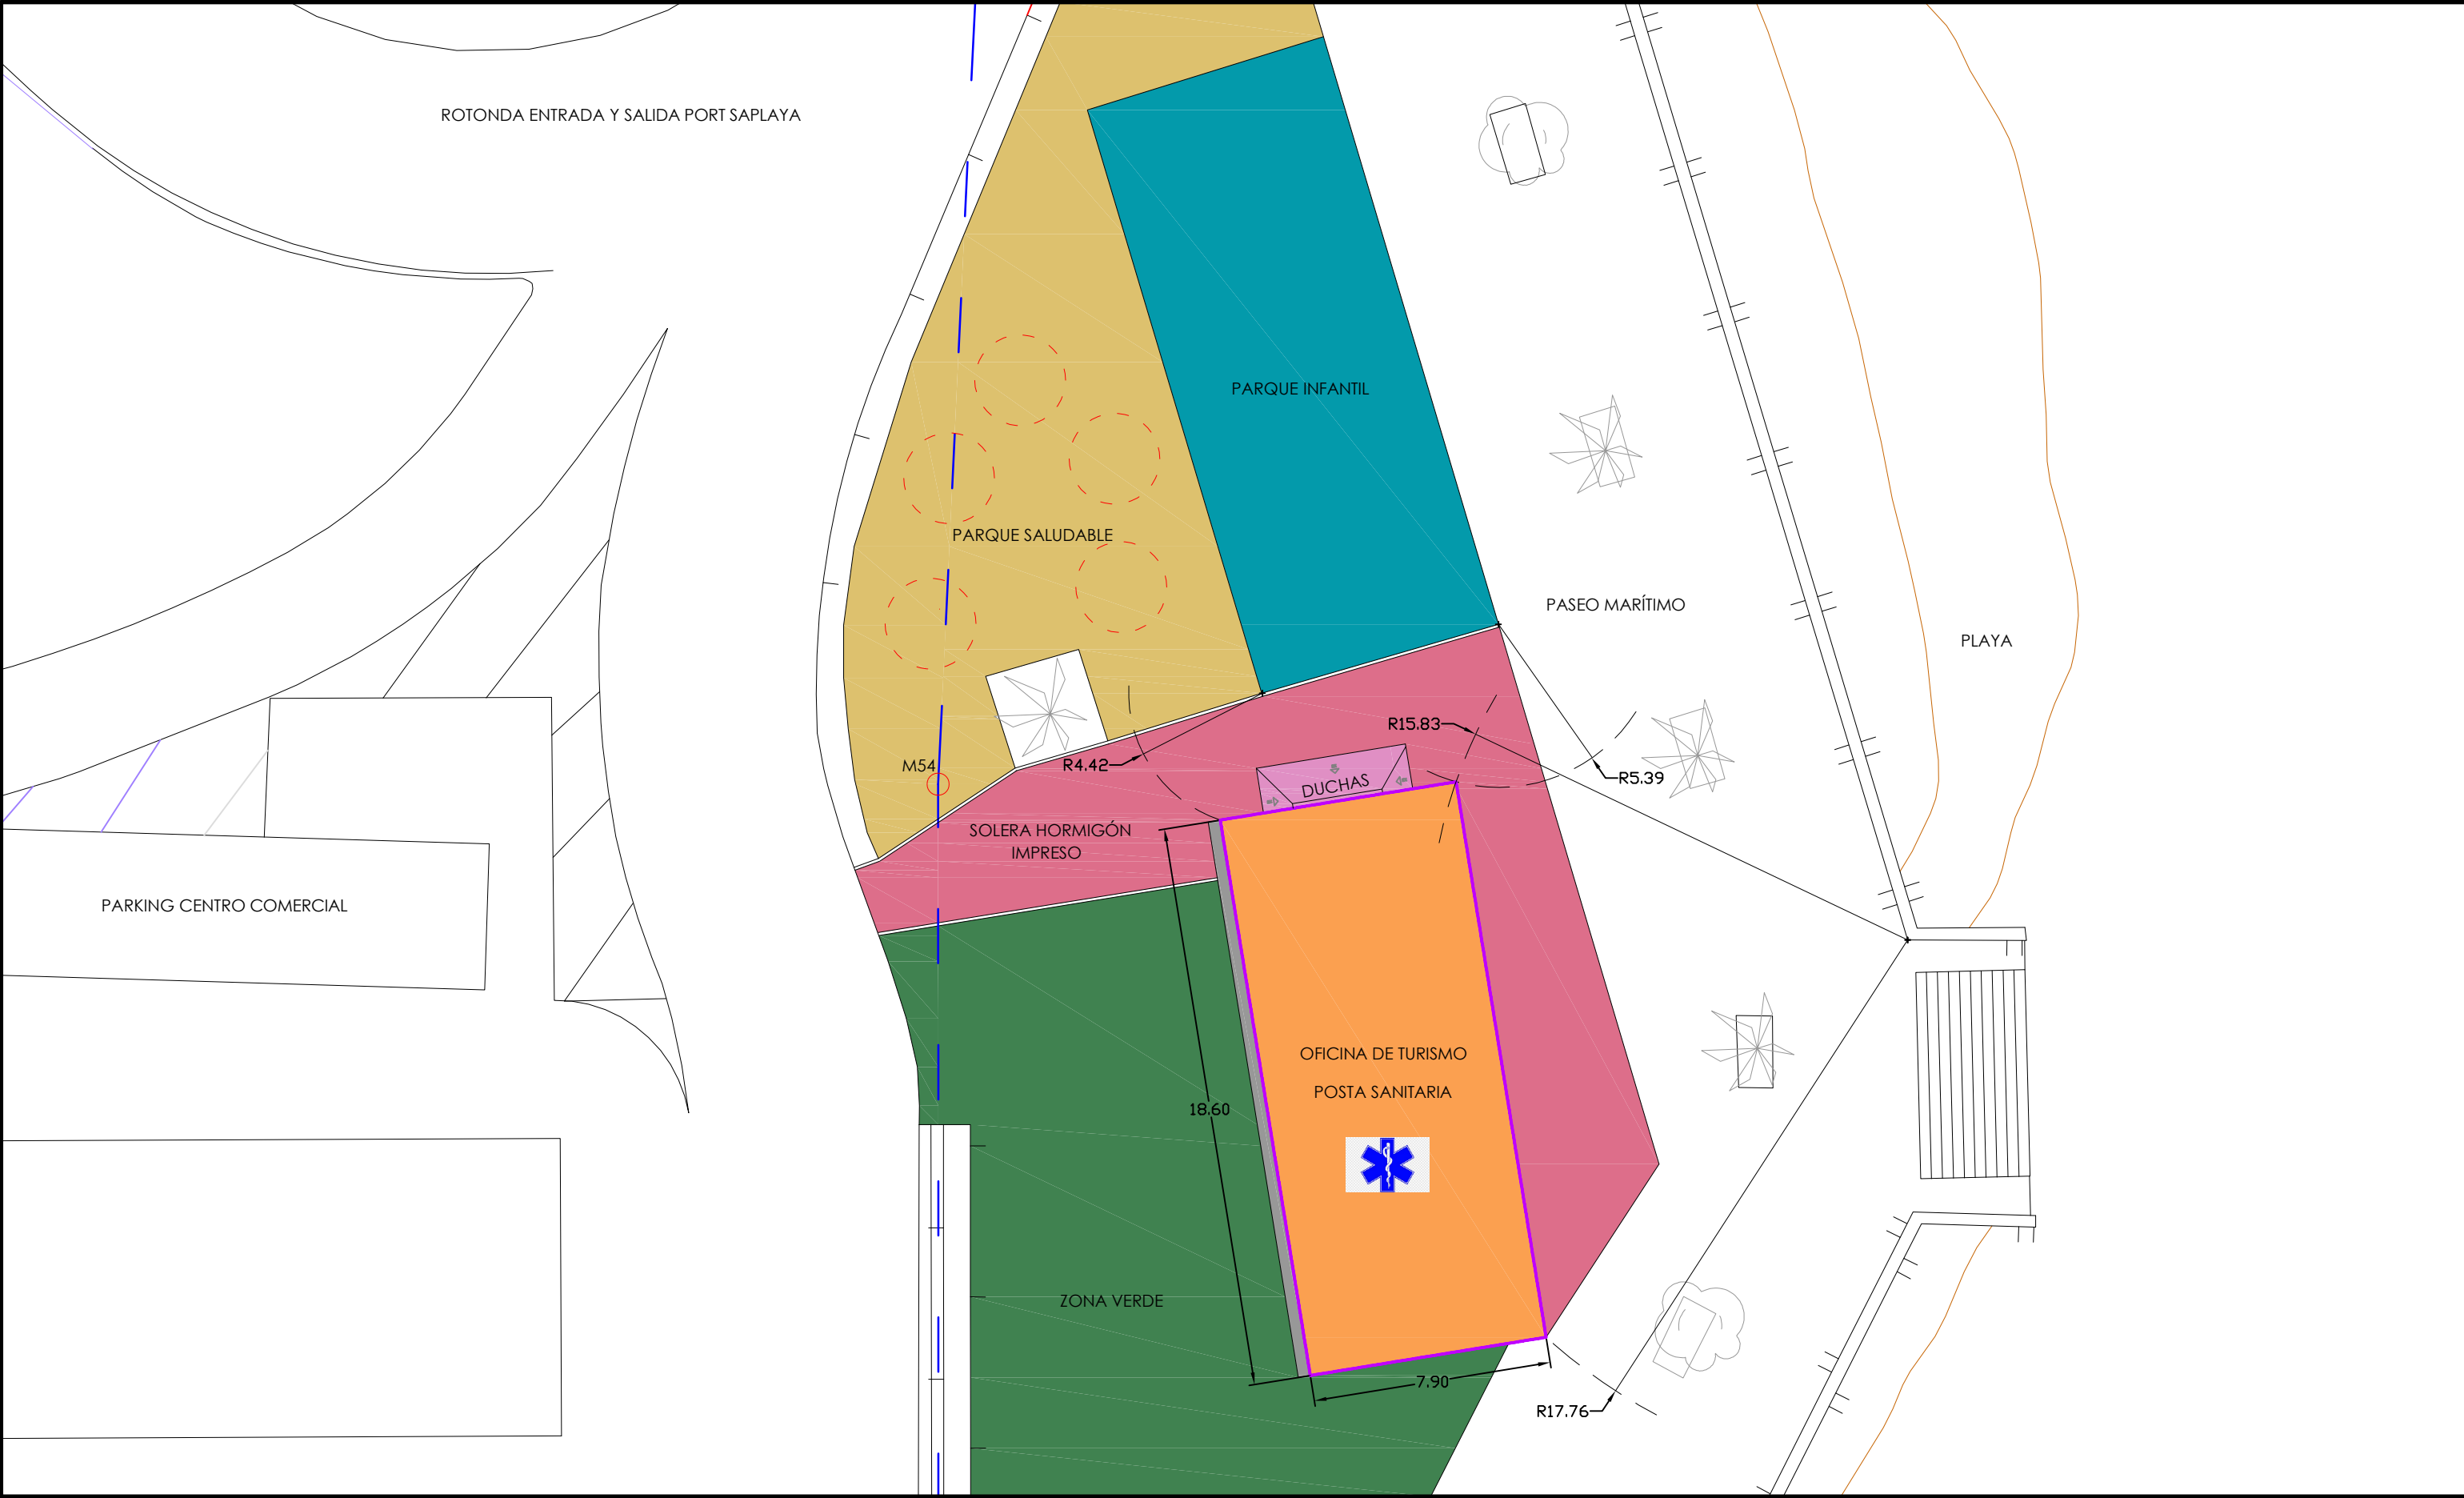 ROTONDA ENTRADA Y SALIDA PORT SAPLAYA
PARQUE INFANTIL
PARQUE SALUDABLE
PASEO MARÍTIMO
PLAYA
R15.83
M54
R4.42
R5.39
DUCHAS
SOLERA HORMIGÓN
IMPRESO
PARKING CENTRO COMERCIAL
OFICINA DE TURISMO
POSTA SANITARIA
18.60
ZONA VERDE
7.90
R17.76